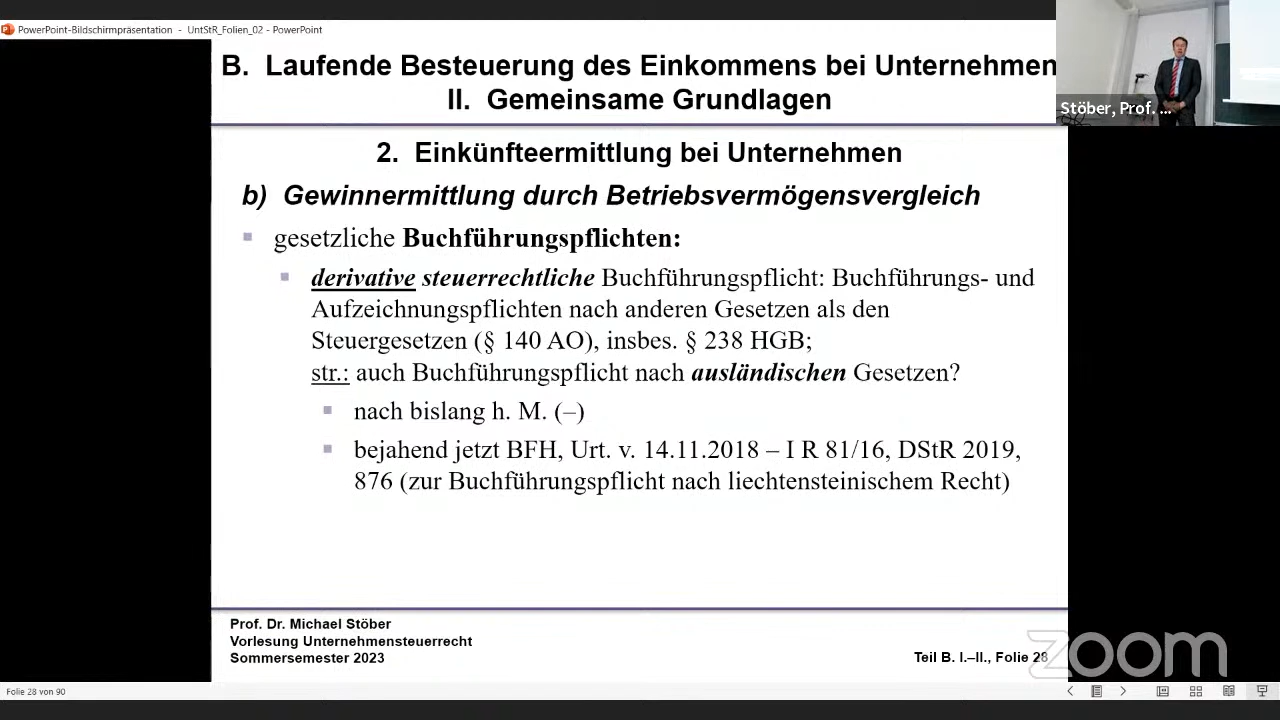 PowerPoint-Bildschirmpräsentation - UntStR_Folien_02 - PowerPoint
B. Laufende Besteuerung des Einkommens bei Unternehmen
II. Gemeinsame Grundlagen
Stöber, Prof. ...
2. Einkünfteermittlung bei Unternehmen
b) Gewinnermittlung durch Betriebsvermögensvergleich
gesetzliche Buchführungspflichten:
derivative steuerrechtliche Buchführungspflicht: Buchführungs- und
Aufzeichnungspflichten nach anderen Gesetzen als den
Steuergesetzen (§ 140 AO), insbes. § 238 HGB;
str.: auch Buchführungspflicht nach ausländischen Gesetzen?
nach bislang h. M. (–)
bejahend jetzt BFH, Urt. v. 14.11.2018 – I R 81/16, DStR 2019,
876 (zur Buchführungspflicht nach liechtensteinischem Recht)
Prof. Dr. Michael Stöber
Vorlesung Unternehmensteuerrecht
Sommersemester 2023
Teil B. I.–II., Folie 28
zoom
Folie 28 von 90